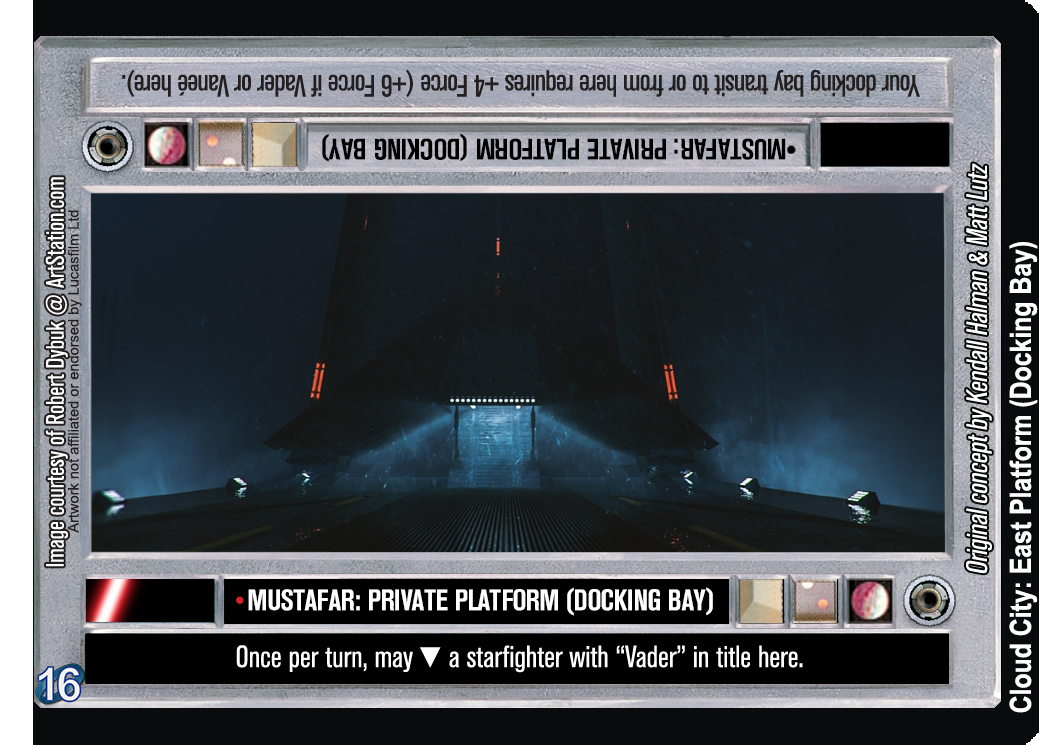 Your docking bay transit to or from here requires +4 Force (+6 Force if Vader or Vaneé here).
•MUSTAFAR: PRIVATE PLATFORM (DOCKING BAY)
Image courtesy of Robert Dybuk @ ArtStation.com
Artwork not affiliated or endorsed by Lucasfilm Ltd
Original concept by Kendall Halman & Matt Lutz
Cloud City: East Platform (Docking Bay)
•MUSTAFAR: PRIVATE PLATFORM (DOCKING BAY)
Once per turn, may ▼ a starfighter with “Vader” in title here.
16